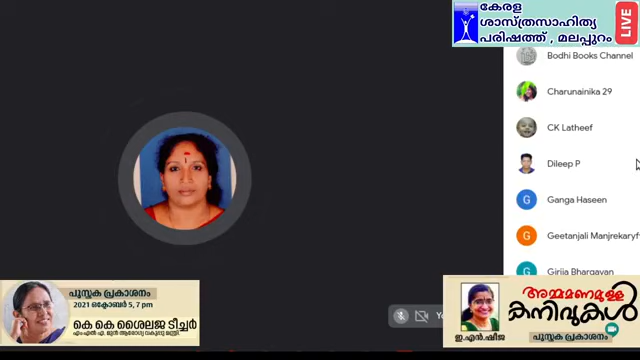 കേരള
ശാസ്ത്രസാഹിത്യ
പരിഷത്ത് , മലപ്പുറം
LIVE
Bodhi Books Channel
Charunainika 29
CK Latheef
Dileep P
G Ganga Haseen
G Geetanjali Manjrekaryf
G Girija Bhargavan
പുസ്തക പ്രകാശനം
2021 ഒക്ടോബർ 5, 7 pm
കെ കെ ശൈലജ ടീച്ചർ
Yo
അമ്മമണമുള്ള
കനിവുകൾ
ഇ.എൻ.ഷീജ
പുസ്തക പ്രകാശനം